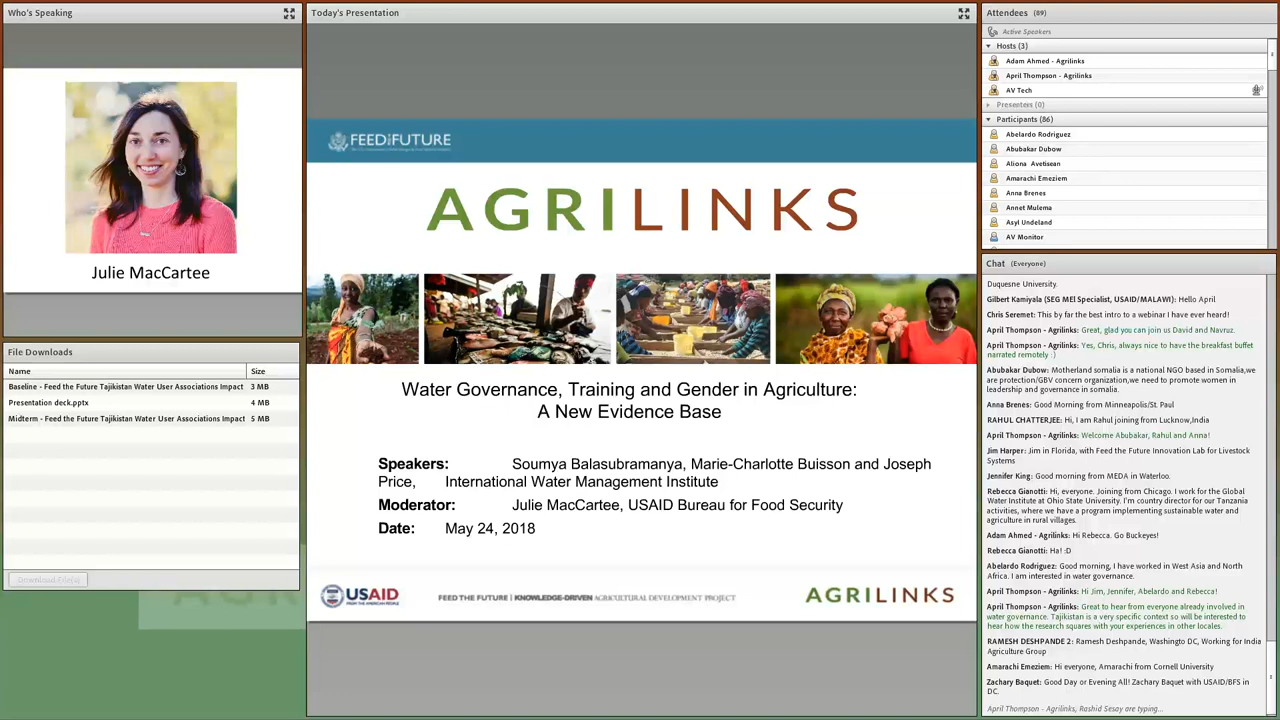 Who's Speaking
Julie MacCartee
File Downloads
Name Size
Baseline - Feed the Future Tajikistan Water User Associations Impact 3 MB
Presentation deck.pptx 4 MB
Midterm - Feed the Future Tajikistan Water User Associations Impact 5 MB
Download File(s)
Today's Presentation
FEED THE FUTURE
AGRILINKS
Water Governance, Training and Gender in Agriculture:
A New Evidence Base
Speakers: Soumya Balasubramanya, Marie-Charlotte Buisson and Joseph
Price, International Water Management Institute
Moderator: Julie MacCartee, USAID Bureau for Food Security
Date: May 24, 2018
USAID
FROM THE AMERICAN PEOPLE
FEED THE FUTURE | KNOWLEDGE-DRIVEN AGRICULTURAL DEVELOPMENT PROJECT
AGRILINKS
Attendees (89)
Active Speakers
Hosts (3)
Adam Ahmed - Agrilinks
April Thompson - Agrilinks
AV Tech
Presenters (0)
Participants (86)
Abelardo Rodriguez
Abubakar Dubow
Aliona Avetisean
Amarachi Emeziem
Anna Brenes
Annet Mulema
Asyl Undeland
AV Monitor
Chat (Everyone)
Duquesne University.
Gilbert Kamiyala (SEG MEl Specialist, USAID/MALAWI): Hello April
Chris Seremet: This by far the best intro to a webinar I have ever heard!
April Thompson - Agrilinks: Great, glad you can join us David and Navruz.
April Thompson - Agrilinks: Yes, Chris, always nice to have the breakfast buffet
narrated remotely :)
Abubakar Dubow: Motherland somalia is a national NGO based in Somalia,we
are protection/GBV concern organization,we need to promote women in
leadership and governance in somalia.
Anna Brenes: Good Morning from Minneapolis/St. Paul
RAHUL CHATTERJEE: Hi, I am Rahul joining from Lucknow,India
April Thompson - Agrilinks: Welcome Abubakar, Rahul and Anna!
Jim Harper: Jim in Florida, with Feed the Future Innovation Lab for Livestock
Systems
Jennifer King: Good morning from MEDA in Waterloo.
Rebecca Gianotti: Hi, everyone. Joining from Chicago. I work for the Global
Water Institute at Ohio State University. I'm country director for our Tanzania
activities, where we have a program implementing sustainable water and
agriculture in rural villages.
Adam Ahmed - Agrilinks: Hi Rebecca. Go Buckeyes!
Rebecca Gianotti: Ha! :D
Abelardo Rodriguez: Good morning, I have worked in West Asia and North
Africa. I am interested in water governance.
April Thompson - Agrilinks: Hi Jim, Jennifer, Abelardo and Rebecca!
April Thompson - Agrilinks: Great to hear from everyone already involved in
water governance. Tajikistan is a very specific context so will be interested to
hear how the research squares with your experiences in other locales.
RAMESH DESHPANDE 2: Ramesh Deshpande, Washingto DC, Working for India
Agriculture Group
Amarachi Emeziem: Hi everyone, Amarachi from Cornell University
Zachary Baquet: Good Day or Evening All! Zachary Baquet with USAID/BFS in
DC.
April Thompson - Agrilinks, Rashid Sesay are typing...